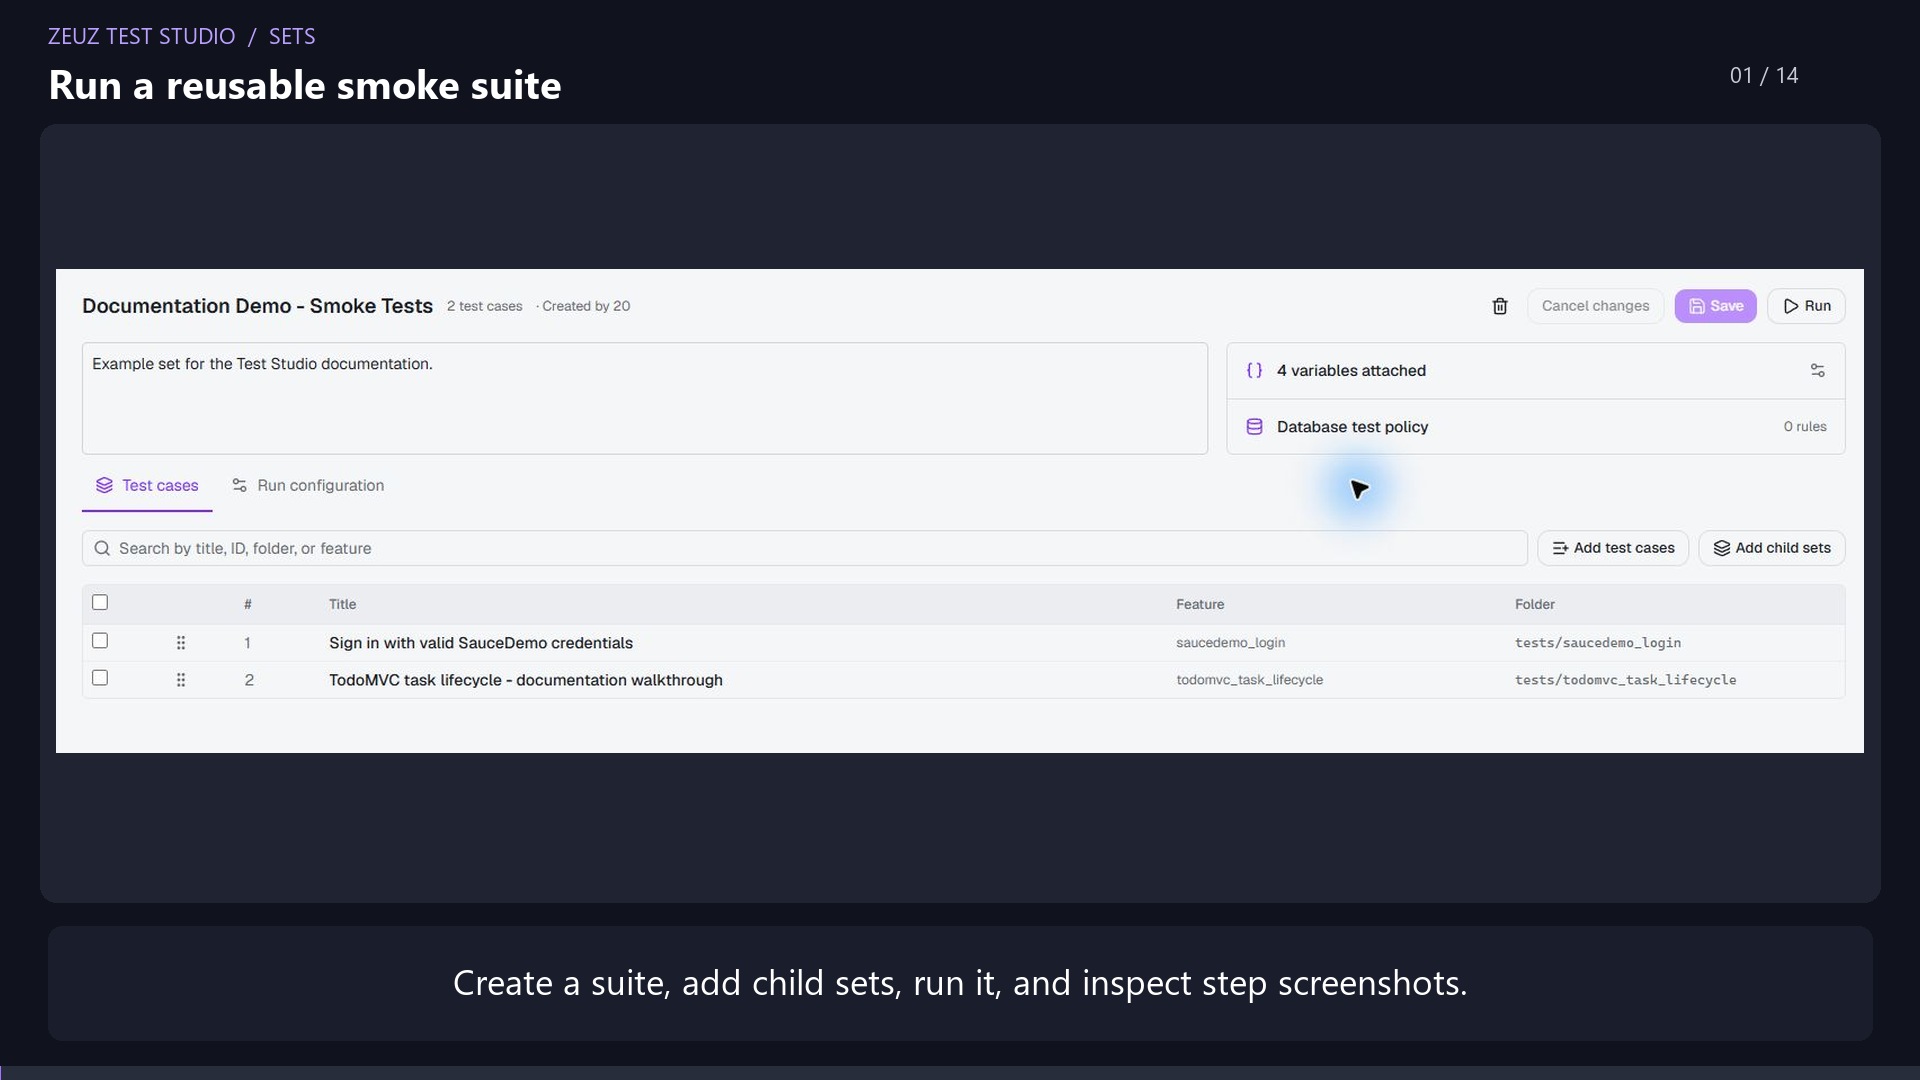 ZEUZ TEST STUDIO / SETS
Run a reusable smoke suite
01 / 14
Documentation Demo - Smoke Tests 2 test cases · Created by 20
Cancel changes Save Run
Example set for the Test Studio documentation.
4 variables attached
Database test policy 0 rules
Test cases Run configuration
Search by title, ID, folder, or feature
Add test cases Add child sets
# Title Feature Folder
1 Sign in with valid SauceDemo credentials saucedemo_login tests/saucedemo_login
2 TodoMVC task lifecycle - documentation walkthrough todomvc_task_lifecycle tests/todomvc_task_lifecycle
Create a suite, add child sets, run it, and inspect step screenshots.